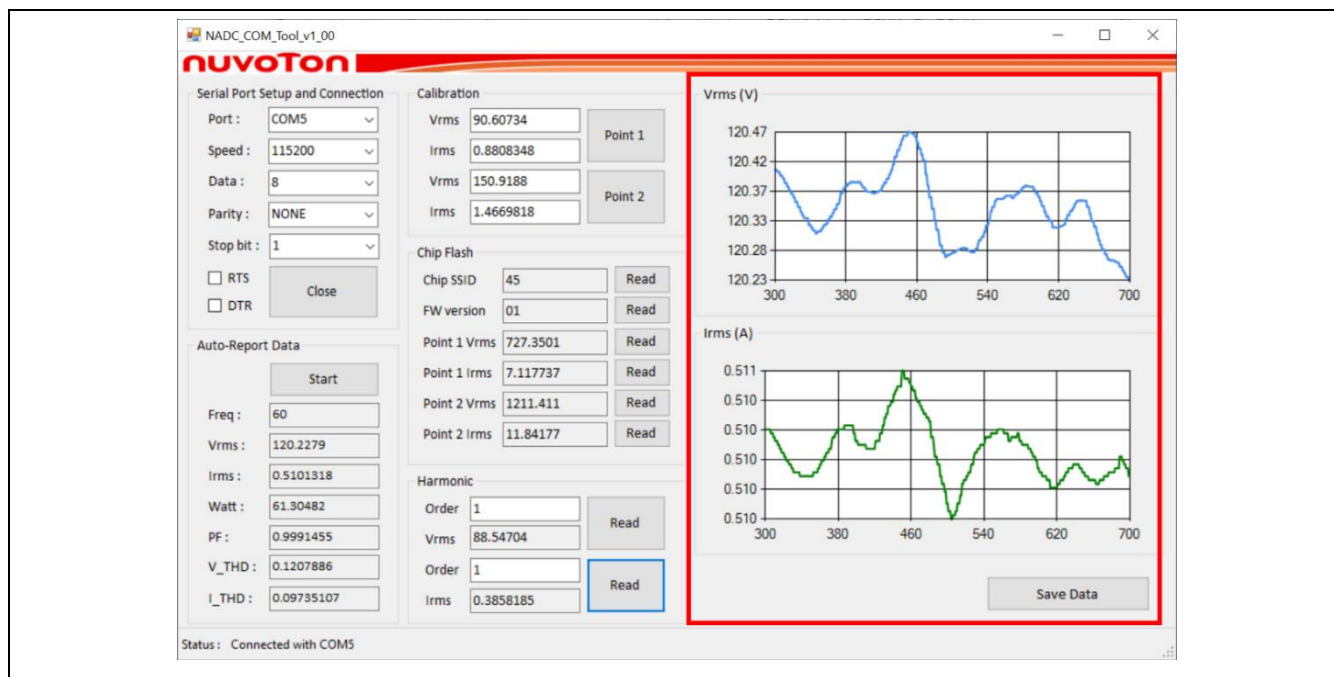 NADC_COM_Tool_v1_00
nuvoTon
Serial Port Setup and Connection
Port : COM5
Speed : 115200
Data : 8
Parity : NONE
Stop bit : 1
RTS
DTR
Close
Auto-Report Data
Start
Freq : 60
Vrms : 120.2279
Irms : 0.5101318
Watt : 61.30482
PF : 0.9991455
V_THD : 0.1207886
I_THD : 0.09735107
Calibration
Vrms 90.60734
Irms 0.8808348
Point 1
Vrms 150.9188
Irms 1.4669818
Point 2
Chip Flash
Chip SSID 45 Read
FW version 01 Read
Point 1 Vrms 727.3501 Read
Point 1 Irms 7.117737 Read
Point 2 Vrms 1211.411 Read
Point 2 Irms 11.84177 Read
Harmonic
Order 1
Vrms 88.54704
Read
Order 1
Irms 0.3858185
Read
Vrms (V)
120.47
120.42
120.37
120.33
120.28
120.23
300 380 460 540 620 700
Irms (A)
0.511
0.510
0.510
0.510
0.510
0.510
300 380 460 540 620 700
Save Data
Status : Connected with COM5